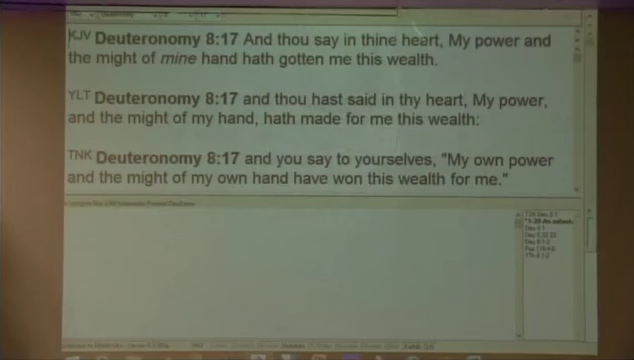 KJV Deuteronomy 8:17 And thou say in thine heart, My power and
the might of mine hand hath gotten me this wealth.
YLT Deuteronomy 8:17 and thou hast said in thy heart, My power,
and the might of my hand, hath made for me this wealth:
TNK Deuteronomy 8:17 and you say to yourselves, "My own power
and the might of my own hand have won this wealth for me."